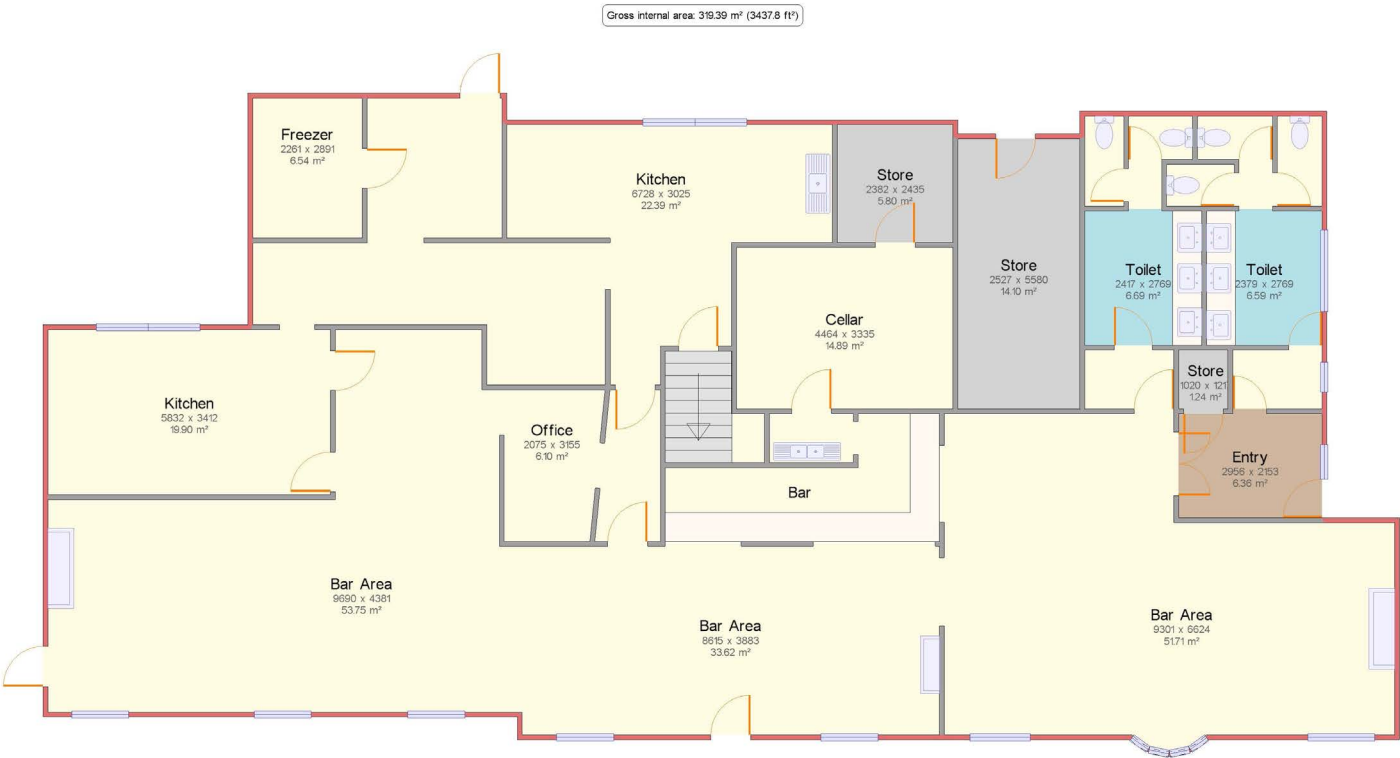 Gross internal area: 319.39 m² (3437.8 ft²)
Freezer
2261 x 2891
6.54 m²
Kitchen
6728 x 3025
22.39 m²
Store
2382 x 2435
5.80 m²
Store
2527 x 5580
14.10 m²
Toilet
2417 x 2769
6.69 m²
Toilet
2379 x 2769
6.59 m²
Cellar
4464 x 3335
14.89 m²
Store
1020 x 121
1.24 m²
Kitchen
5832 x 3412
19.90 m²
Office
2075 x 3155
6.10 m²
Entry
2956 x 2153
6.36 m²
Bar
Bar Area
9690 x 4381
53.75 m²
Bar Area
8615 x 3883
33.62 m²
Bar Area
9301 x 6624
51.71 m²